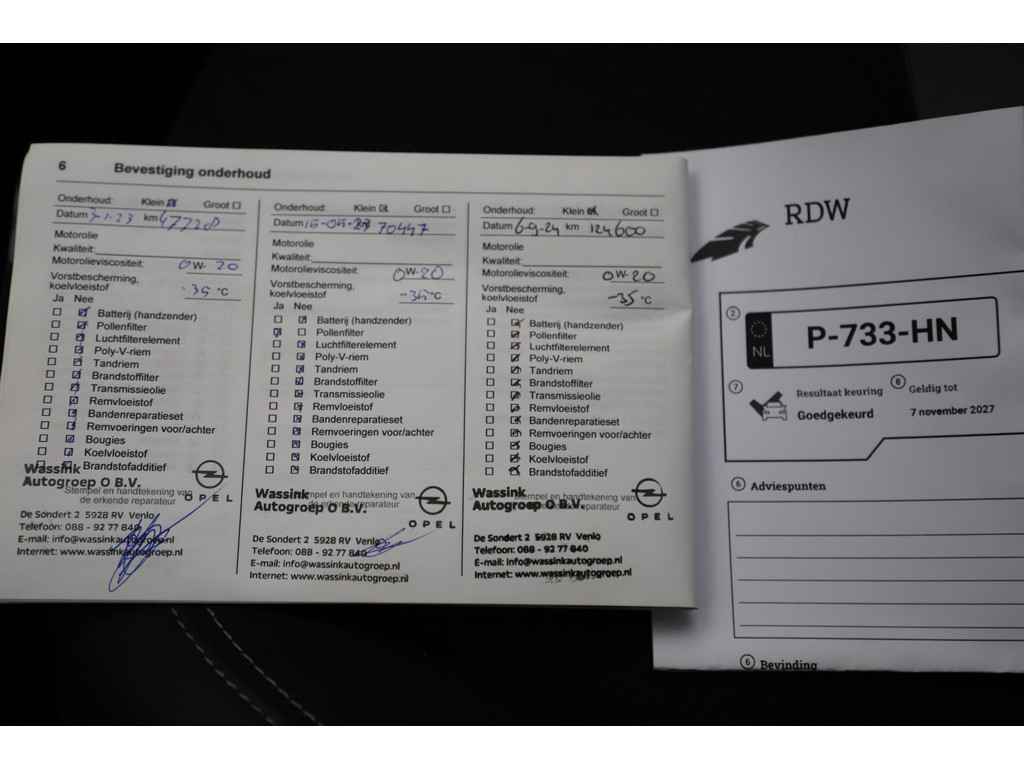 6 Bevestiging onderhoud
Onderhoud: Klein Groot
Datum km 47728
Motorolie
Kwaliteit:
Motorolieviscositeit: 0W-20
Vorstbescherming,
koelvloeistof -35 °C
Ja Nee
Batterij (handzender)
Pollenfilter
Luchtfilterelement
Poly-V-riem
Tandriem
Brandstoffilter
Transmissieolie
Remvloeistof
Bandenreparatieset
Remvoeringen voor/achter
Bougies
Koelvloeistof
Brandstofadditief
Stempel en handtekening van
de erkende reparateur
Wassink
Autogroep O B.V.
OPEL
De Sondert 2 5928 RV Venlo
Telefoon: 088 - 92 77 840
E-mail: info@wassinkautogroep.nl
Internet: www.wassinkautogroep.nl
Onderhoud: Klein Groot
Datum km 70447
Motorolie
Kwaliteit:
Motorolieviscositeit: 0W-20
Vorstbescherming,
koelvloeistof -35 °C
Ja Nee
Batterij (handzender)
Pollenfilter
Luchtfilterelement
Poly-V-riem
Tandriem
Brandstoffilter
Transmissieolie
Remvloeistof
Bandenreparatieset
Remvoeringen voor/achter
Bougies
Koelvloeistof
Brandstofadditief
Stempel en handtekening van
de erkende reparateur
Wassink
Autogroep O B.V.
OPEL
De Sondert 2 5928 RV Venlo
Telefoon: 088 - 92 77 840
E-mail: info@wassinkautogroep.nl
Internet: www.wassinkautogroep.nl
Onderhoud: Klein Groot
Datum 6-9-24 km 124600
Motorolie
Kwaliteit:
Motorolieviscositeit: 0W-20
Vorstbescherming,
koelvloeistof -35 °C
Ja Nee
Batterij (handzender)
Pollenfilter
Luchtfilterelement
Poly-V-riem
Tandriem
Brandstoffilter
Transmissieolie
Remvloeistof
Bandenreparatieset
Remvoeringen voor/achter
Bougies
Koelvloeistof
Brandstofadditief
Stempel en handtekening van
de erkende reparateur
Wassink
Autogroep O B.V.
OPEL
De Sondert 2 5928 RV Venlo
Telefoon: 088 - 92 77 840
E-mail: info@wassinkautogroep.nl
Internet: www.wassinkautogroep.nl
RDW
2 NL P-733-HN
7 Resultaat keuring 8 Geldig tot
Goedgekeurd 7 november 2027
6 Adviespunten
6 Bevinding